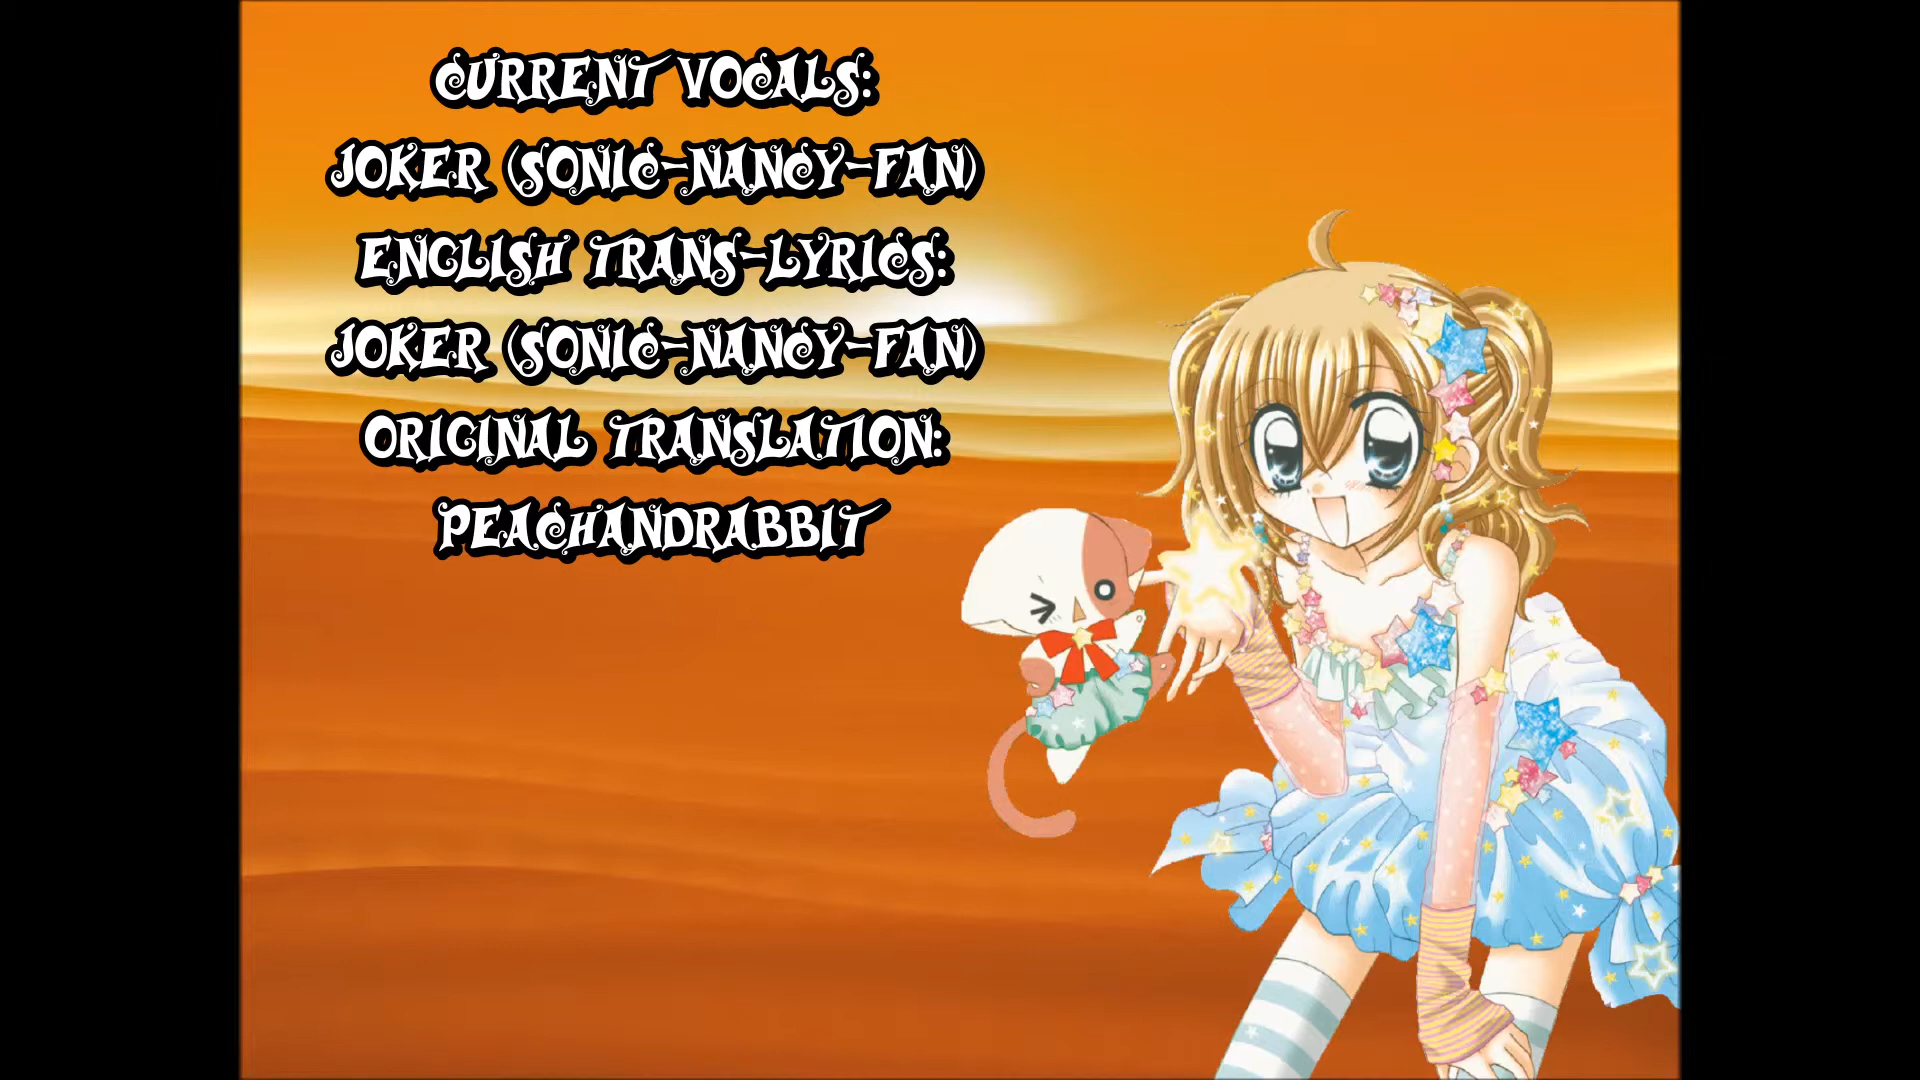 CURRENT VOCALS:
JOKER (SONIC-NANCY-FAN)
ENGLISH TRANS-LYRICS:
JOKER (SONIC-NANCY-FAN)
ORIGINAL TRANSLATION:
PEACHANDRABBIT